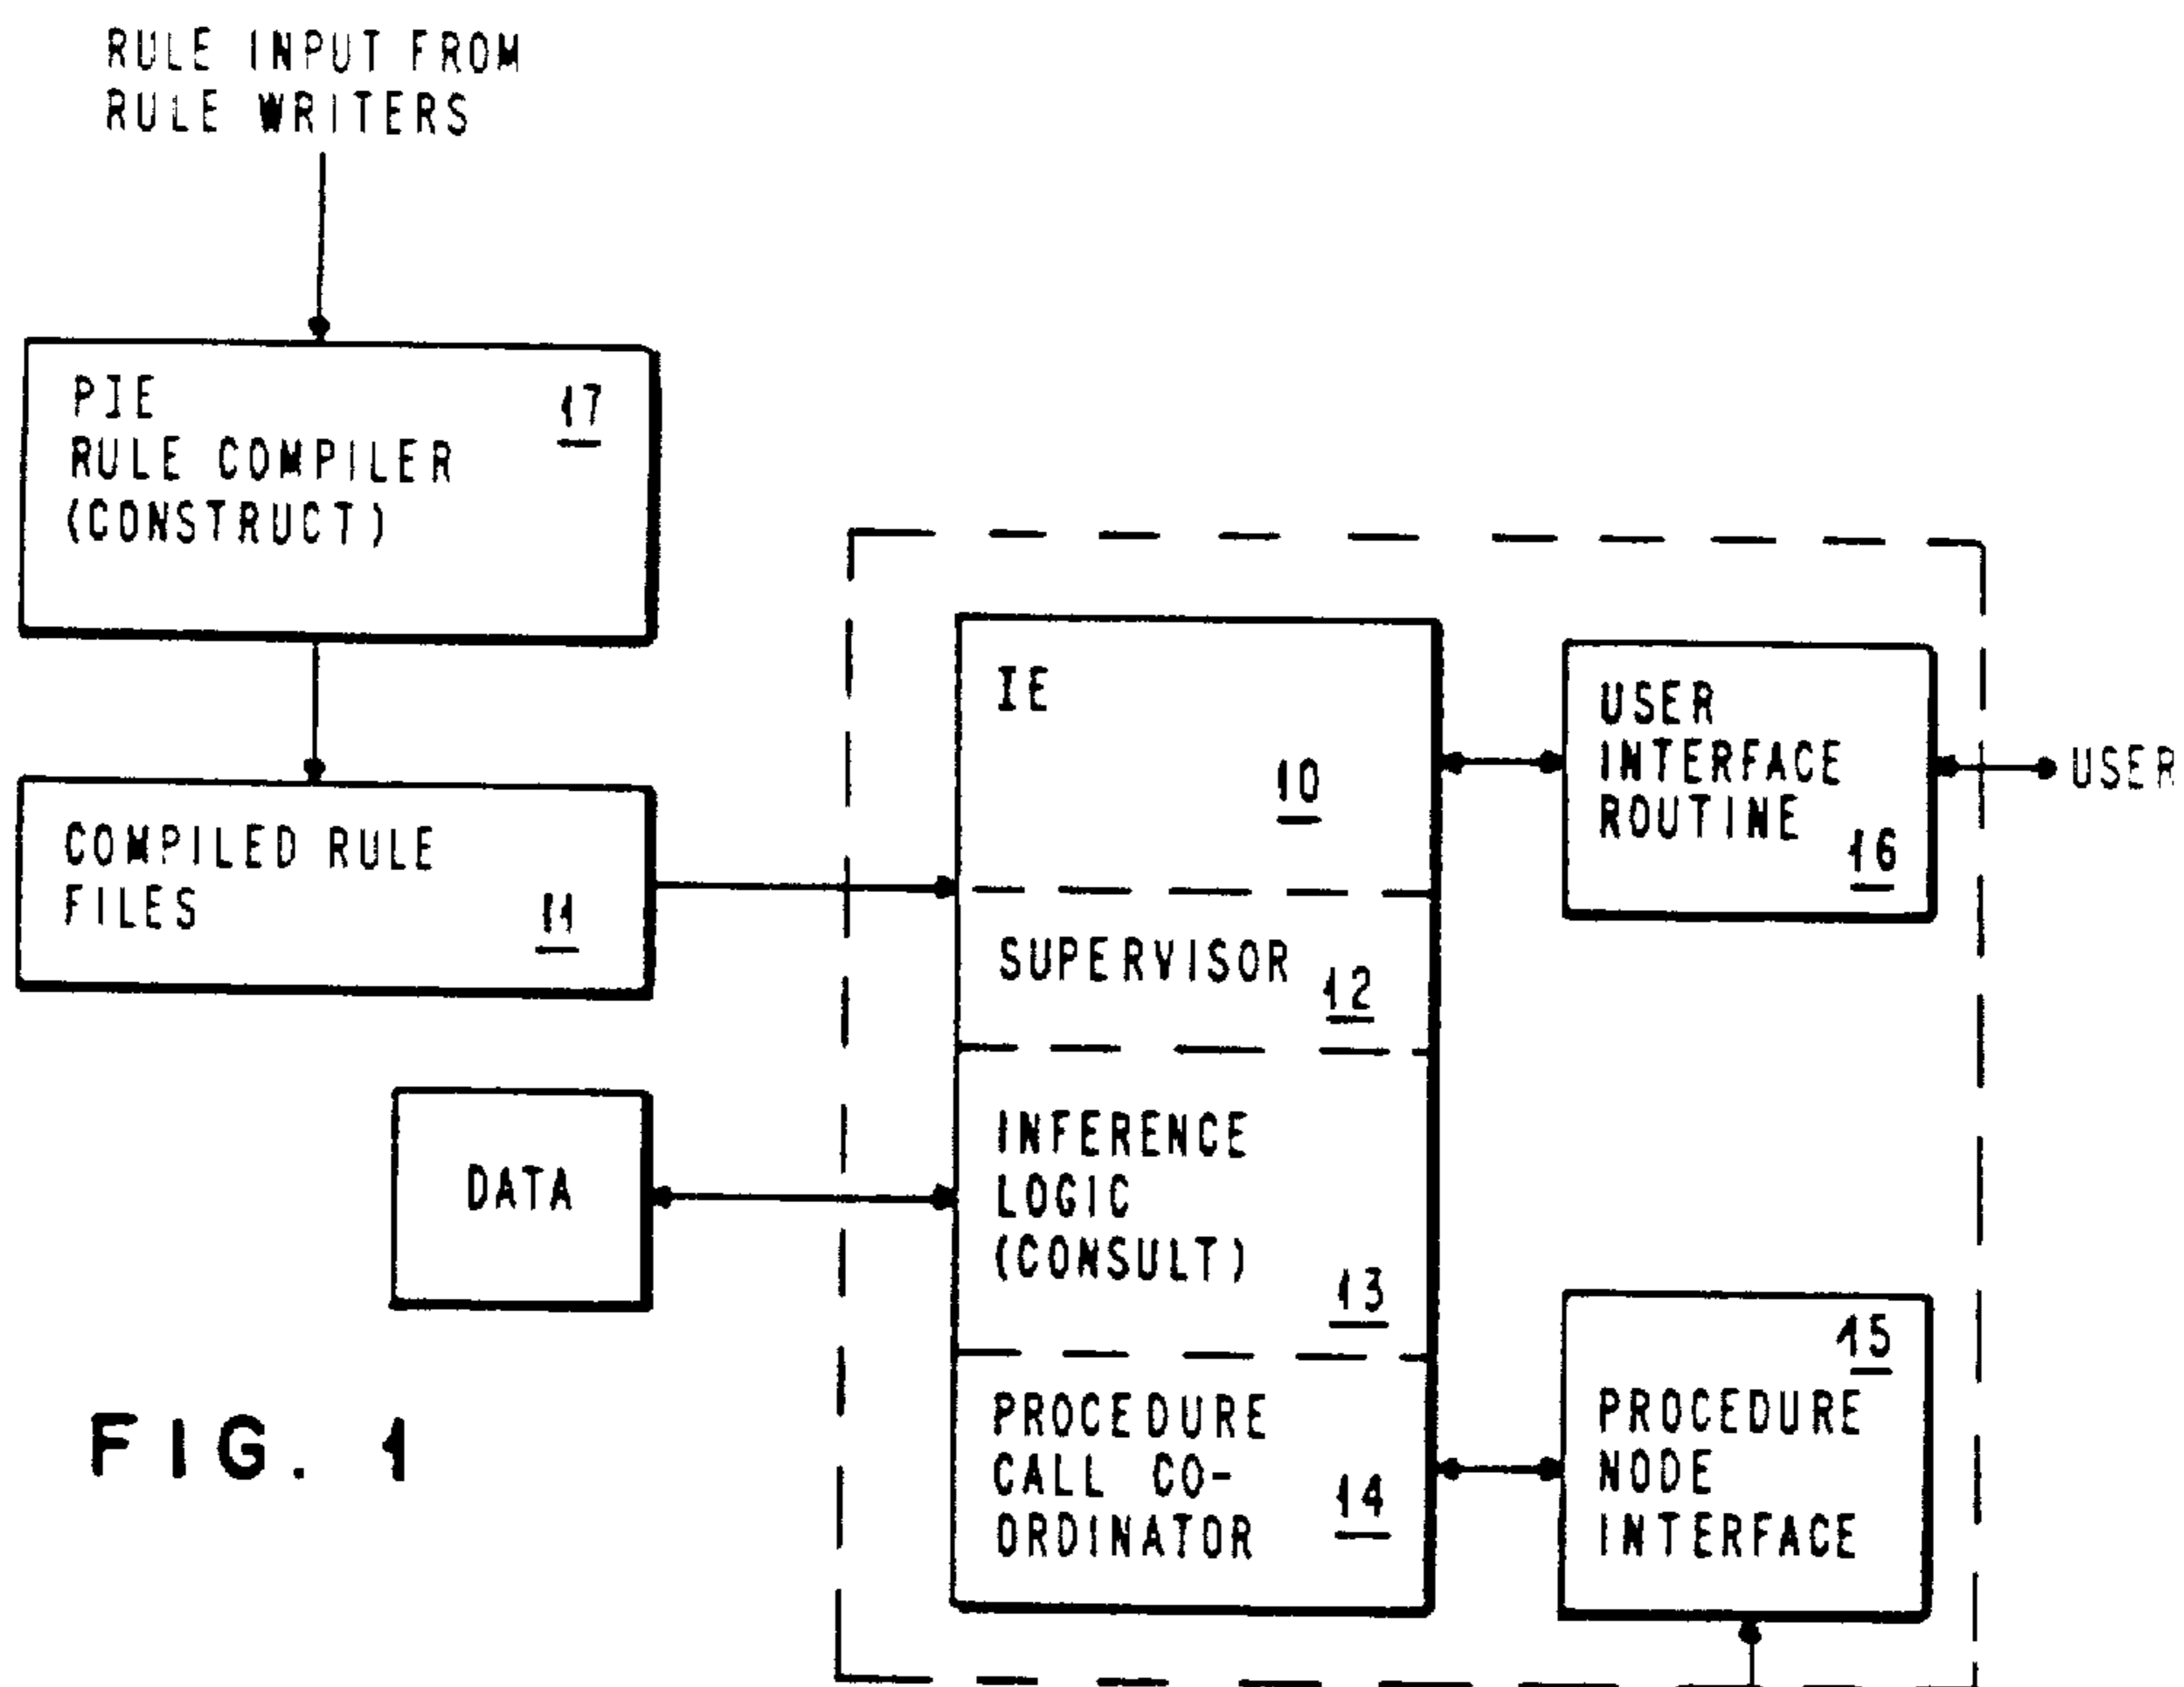 RULE INPUT FROM
RULE WRITERS
PIE
17
RULE COMPILER
(CONSTRUCT)
COMPILED RULE
FILES
11
DATA
IE
10
SUPERVISOR
12
INFERENCE
LOGIC
(CONSULT)
13
PROCEDURE
CALL CO-
ORDINATOR
14
USER
INTERFACE
ROUTINE
16
USER
15
PROCEDURE
NODE
INTERFACE
FIG. 1